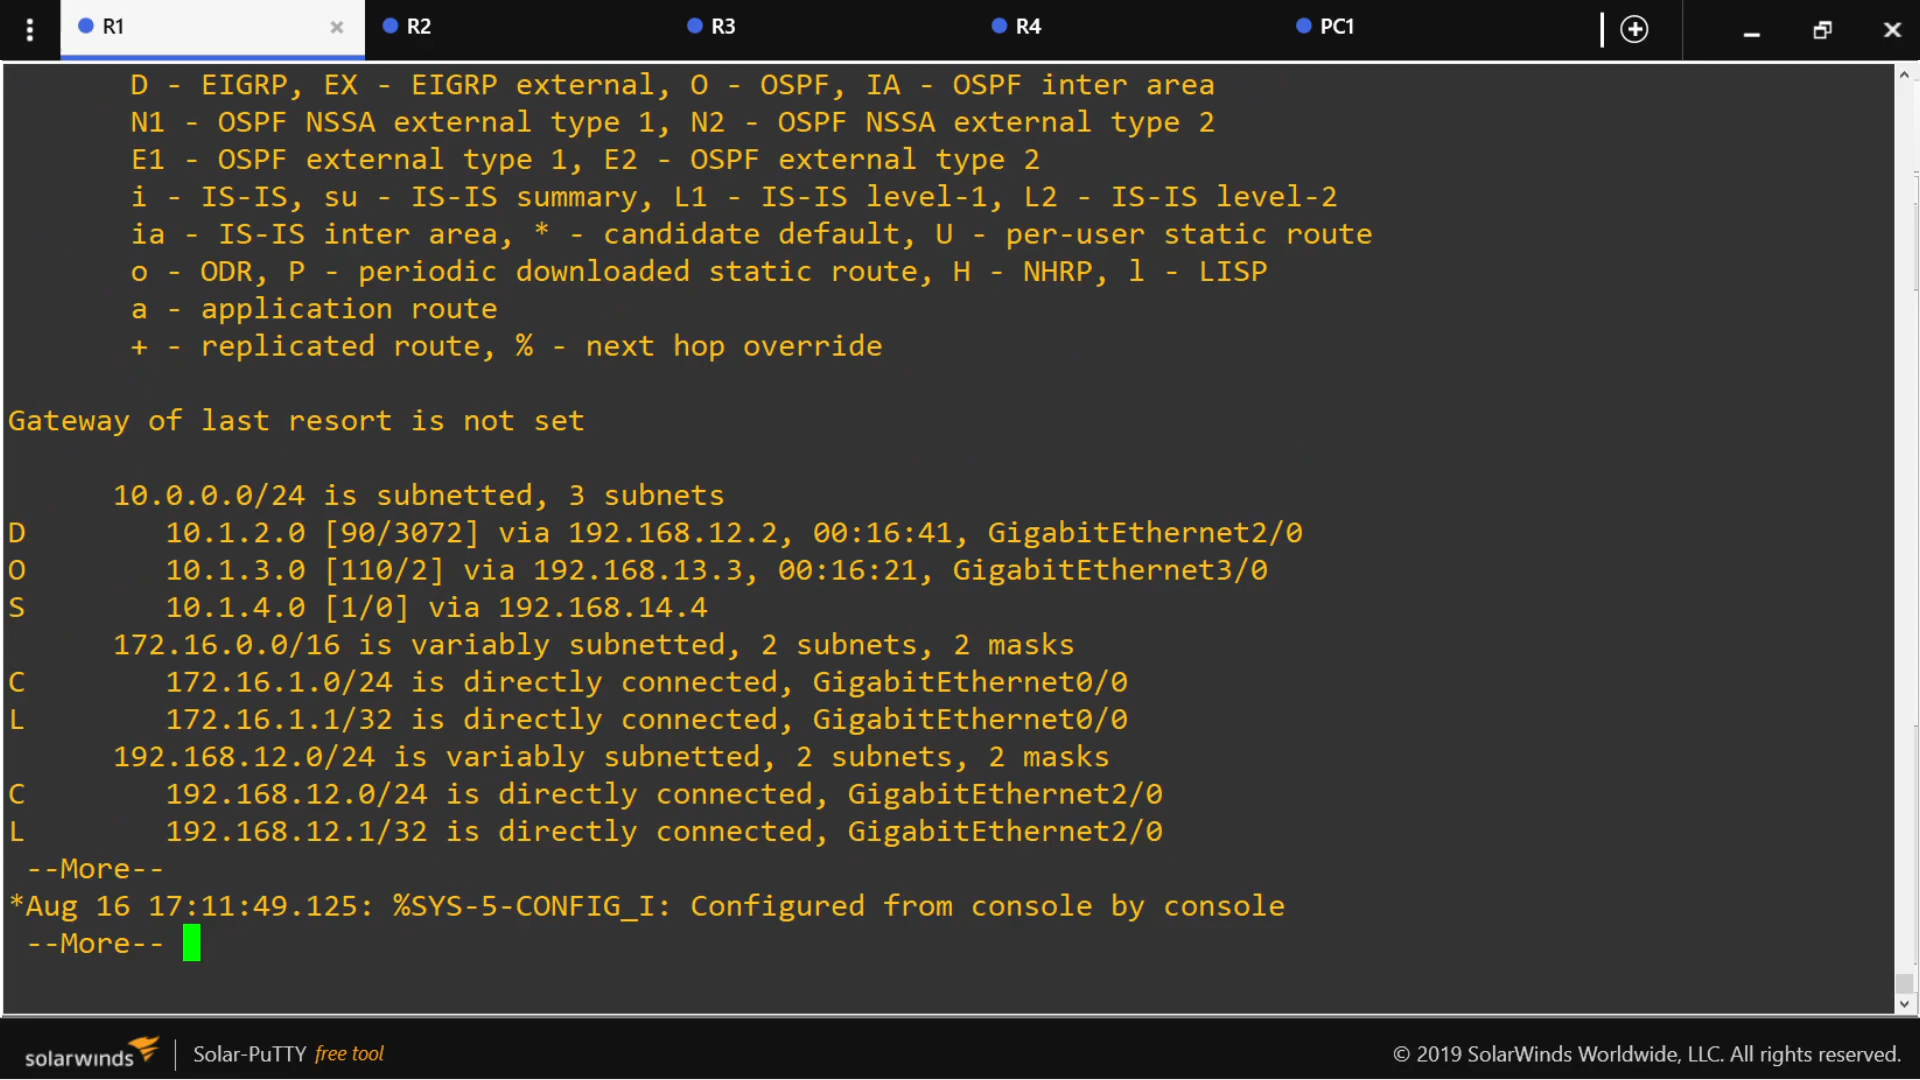 R1 × R2 R3 R4 PC1
D - EIGRP, EX - EIGRP external, O - OSPF, IA - OSPF inter area
N1 - OSPF NSSA external type 1, N2 - OSPF NSSA external type 2
E1 - OSPF external type 1, E2 - OSPF external type 2
i - IS-IS, su - IS-IS summary, L1 - IS-IS level-1, L2 - IS-IS level-2
ia - IS-IS inter area, * - candidate default, U - per-user static route
o - ODR, P - periodic downloaded static route, H - NHRP, l - LISP
a - application route
+ - replicated route, % - next hop override
Gateway of last resort is not set
10.0.0.0/24 is subnetted, 3 subnets
D 10.1.2.0 [90/3072] via 192.168.12.2, 00:16:41, GigabitEthernet2/0
O 10.1.3.0 [110/2] via 192.168.13.3, 00:16:21, GigabitEthernet3/0
S 10.1.4.0 [1/0] via 192.168.14.4
172.16.0.0/16 is variably subnetted, 2 subnets, 2 masks
C 172.16.1.0/24 is directly connected, GigabitEthernet0/0
L 172.16.1.1/32 is directly connected, GigabitEthernet0/0
192.168.12.0/24 is variably subnetted, 2 subnets, 2 masks
C 192.168.12.0/24 is directly connected, GigabitEthernet2/0
L 192.168.12.1/32 is directly connected, GigabitEthernet2/0
--More--
*Aug 16 17:11:49.125: %SYS-5-CONFIG_I: Configured from console by console
--More--
solarwinds Solar-PuTTY free tool © 2019 SolarWinds Worldwide, LLC. All rights reserved.